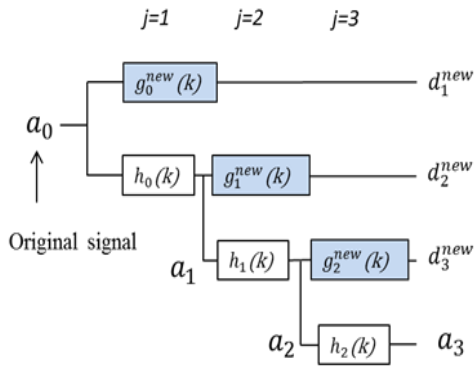 j=1 j=2 j=3
g₀ⁿᵉʷ(k) d₁ⁿᵉʷ
a₀
h₀(k) g₁ⁿᵉʷ(k) d₂ⁿᵉʷ
Original signal
a₁ h₁(k) g₂ⁿᵉʷ(k) d₃ⁿᵉʷ
a₂ h₂(k) a₃